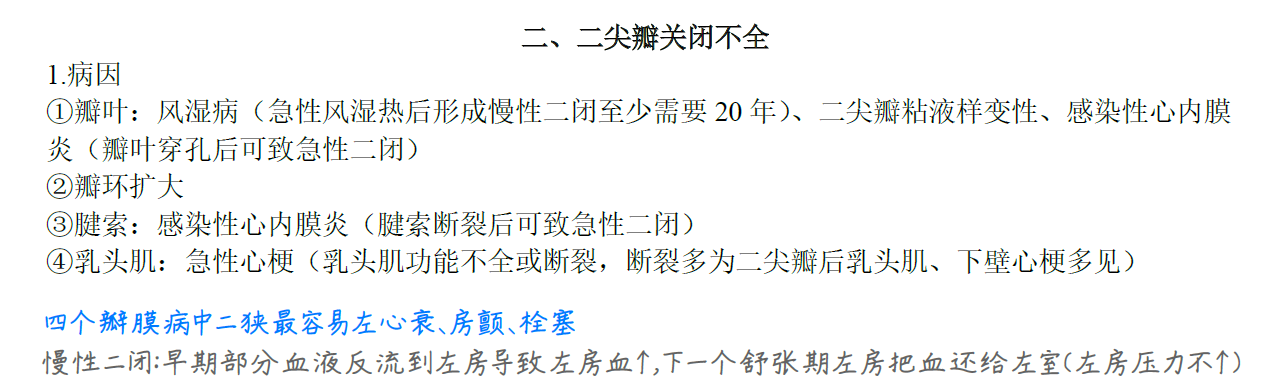 二、二尖瓣关闭不全
1.病因
①瓣叶：风湿病（急性风湿热后形成慢性二闭至少需要 20 年）、二尖瓣粘液样变性、感染性心内膜
炎（瓣叶穿孔后可致急性二闭）
②瓣环扩大
③腱索：感染性心内膜炎（腱索断裂后可致急性二闭）
④乳头肌：急性心梗（乳头肌功能不全或断裂，断裂多为二尖瓣后乳头肌、下壁心梗多见）
四个瓣膜病中二狭最容易左心衰、房颤、栓塞
慢性二闭:早期部分血液反流到左房导致左房血↑,下一个舒张期左房把血还给左室(左房压力不↑)